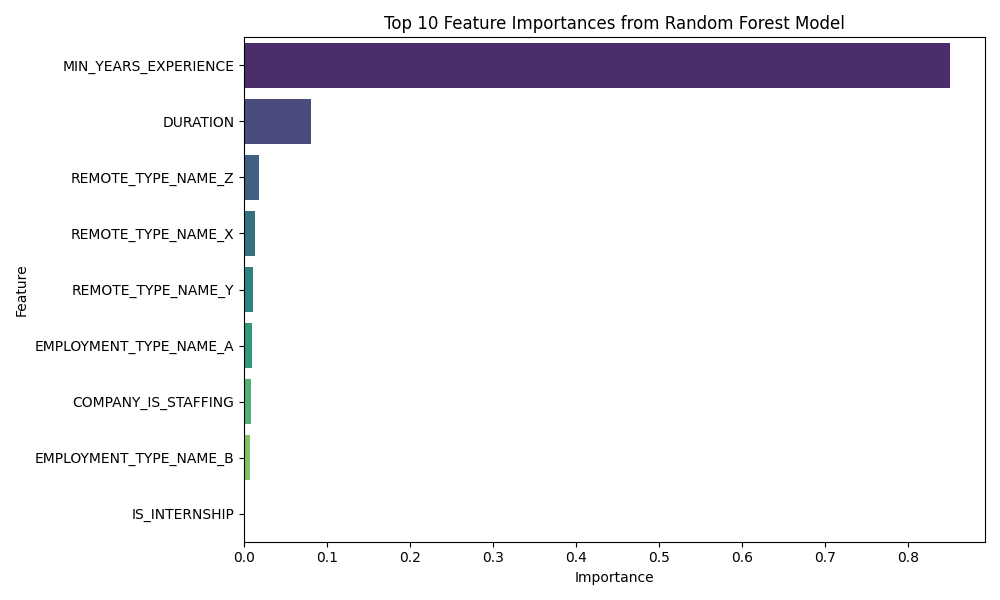 Top 10 Feature Importances from Random Forest Model
Feature
MIN_YEARS_EXPERIENCE
DURATION
REMOTE_TYPE_NAME_Z
REMOTE_TYPE_NAME_X
REMOTE_TYPE_NAME_Y
EMPLOYMENT_TYPE_NAME_A
COMPANY_IS_STAFFING
EMPLOYMENT_TYPE_NAME_B
IS_INTERNSHIP
0.0 0.1 0.2 0.3 0.4 0.5 0.6 0.7 0.8
Importance